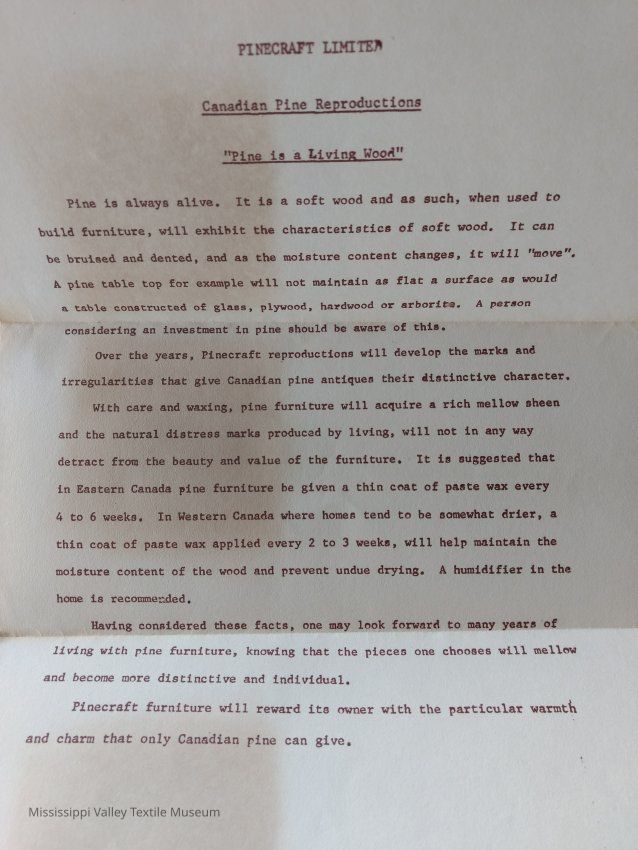 PINECRAFT LIMITED
Canadian Pine Reproductions
"Pine is a Living Wood"
Pine is always alive. It is a soft wood and as such, when used to
build furniture, will exhibit the characteristics of soft wood. It can
be bruised and dented, and as the moisture content changes, it will "move".
A pine table top for example will not maintain as flat a surface as would
a table constructed of glass, plywood, hardwood or arborite. A person
considering an investment in pine should be aware of this.
Over the years, Pinecraft reproductions will develop the marks and
irregularities that give Canadian pine antiques their distinctive character.
With care and waxing, pine furniture will acquire a rich mellow sheen
and the natural distress marks produced by living, will not in any way
detract from the beauty and value of the furniture. It is suggested that
in Eastern Canada pine furniture be given a thin coat of paste wax every
4 to 6 weeks. In Western Canada where homes tend to be somewhat drier, a
thin coat of paste wax applied every 2 to 3 weeks, will help maintain the
moisture content of the wood and prevent undue drying. A humidifier in the
home is recommended.
Having considered these facts, one may look forward to many years of
living with pine furniture, knowing that the pieces one chooses will mellow
and become more distinctive and individual.
Pinecraft furniture will reward its owner with the particular warmth
and charm that only Canadian pine can give.
Mississippi Valley Textile Museum